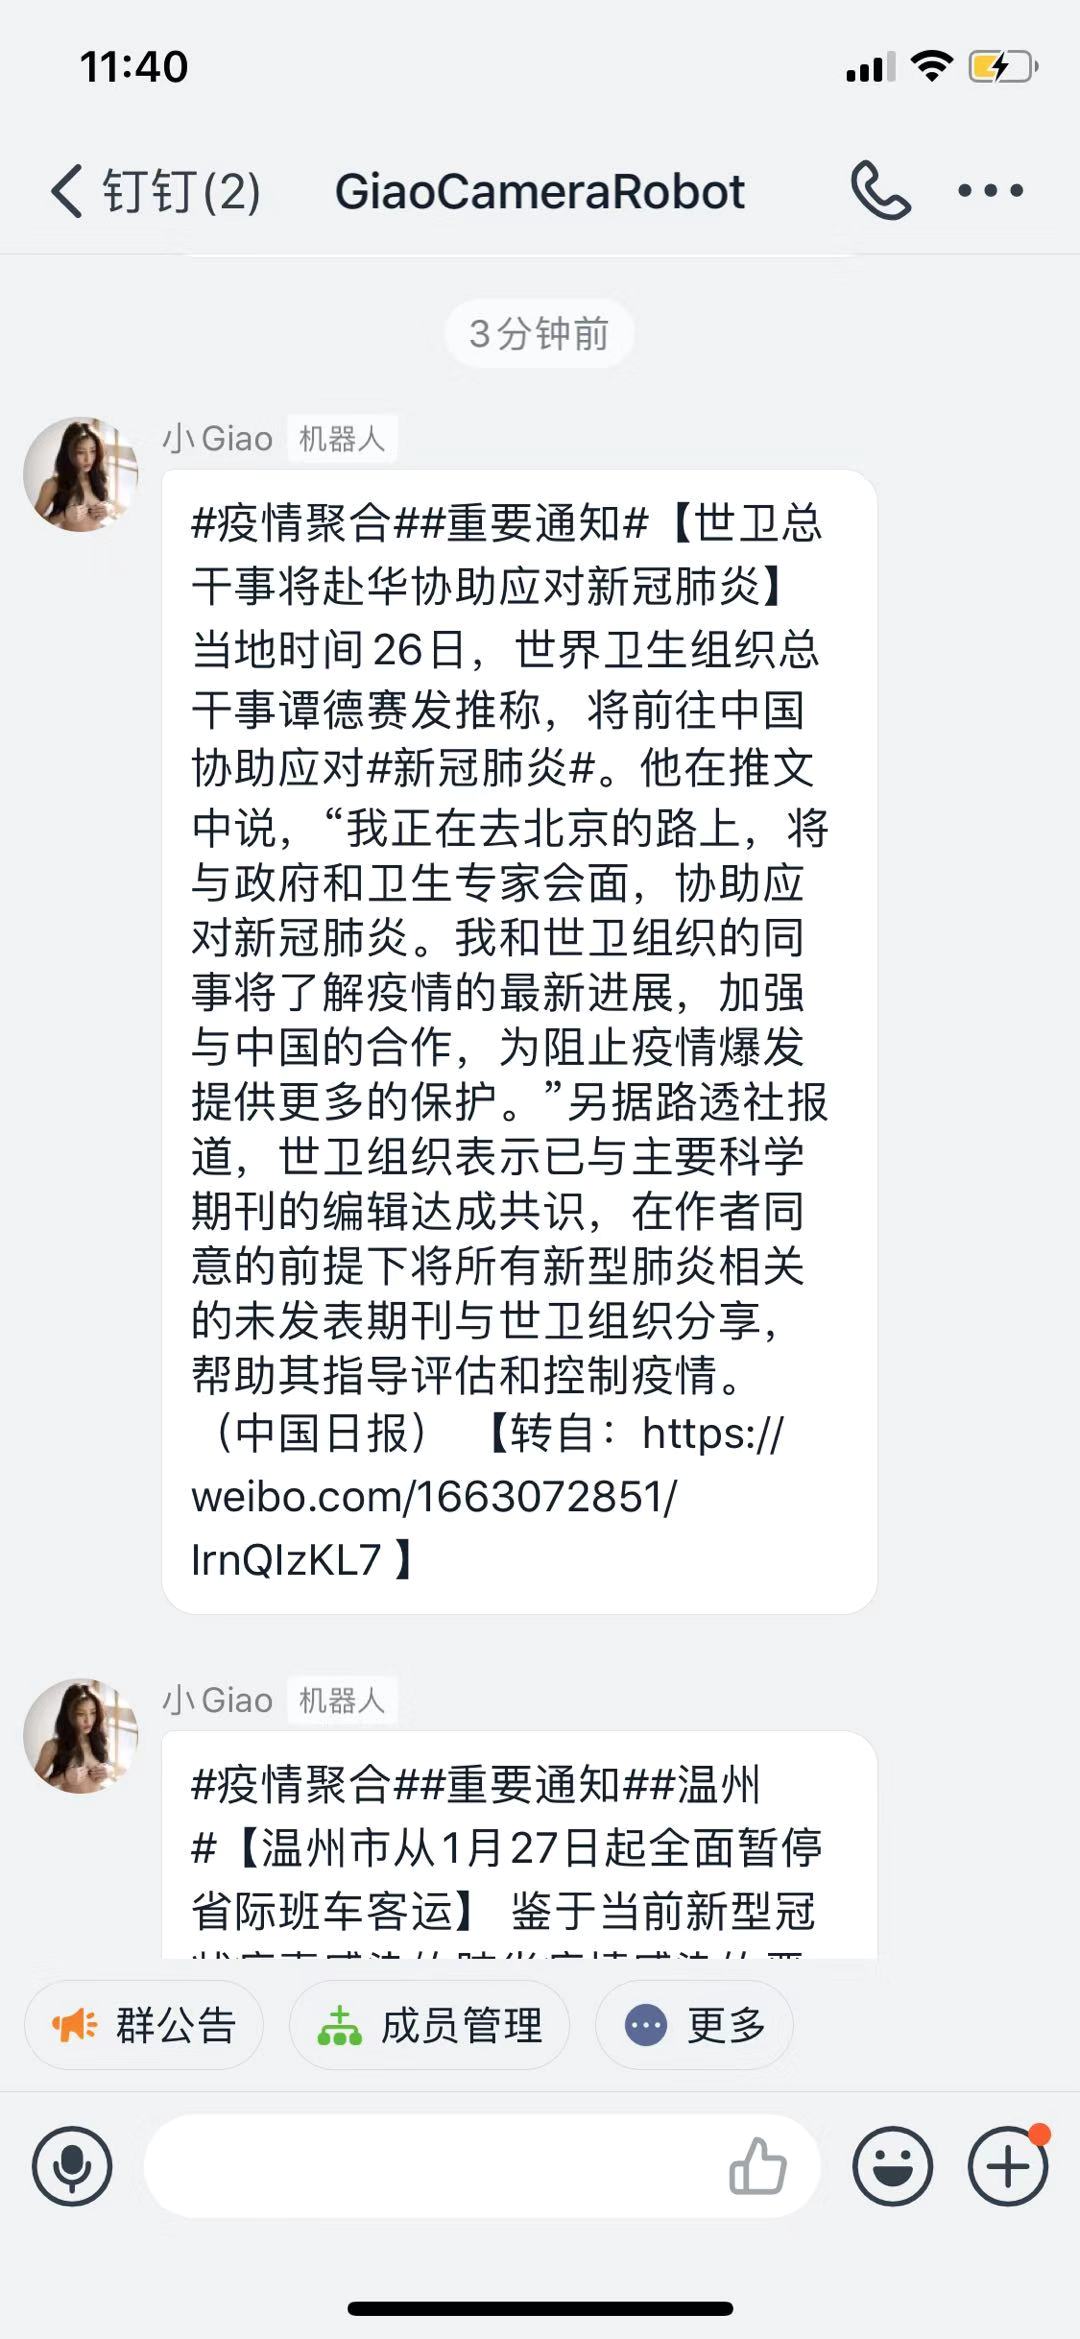 11:40
钉钉(2)
GiaoCameraRobot
3分钟前
小Giao 机器人
#疫情聚合##重要通知#【世卫总
干事将赴华协助应对新冠肺炎】
当地时间26日，世界卫生组织总
干事谭德赛发推称，将前往中国
协助应对#新冠肺炎#。他在推文
中说，“我正在去北京的路上，将
与政府和卫生专家会面，协助应
对新冠肺炎。我和世卫组织的同
事将了解疫情的最新进展，加强
与中国的合作，为阻止疫情爆发
提供更多的保护。”另据路透社报
道，世卫组织表示已与主要科学
期刊的编辑达成共识，在作者同
意的前提下将所有新型肺炎相关
的未发表期刊与世卫组织分享，
帮助其指导评估和控制疫情。
（中国日报） 【转自：https://
weibo.com/1663072851/
IrnQIzKL7 】
小Giao 机器人
#疫情聚合##重要通知##温州
#【温州市从1月27日起全面暂停
省际班车客运】 鉴于当前新型冠
群公告
成员管理
更多